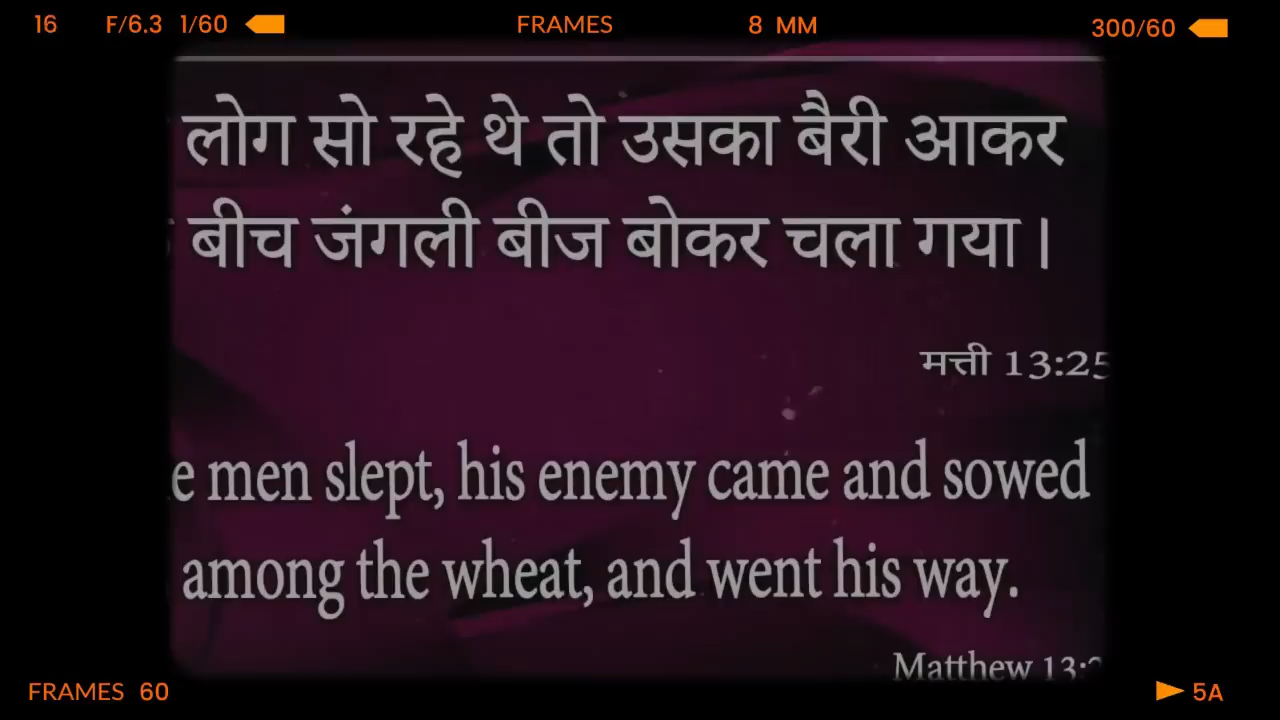 16 F/6.3 1/60 FRAMES 8 MM 300/60
लोग सो रहे थे तो उसका बैरी आकर
बीच जंगली बीज बोकर चला गया।
मत्ती 13:25
men slept, his enemy came and sowed
among the wheat, and went his way.
Matthew
FRAMES 60 5A